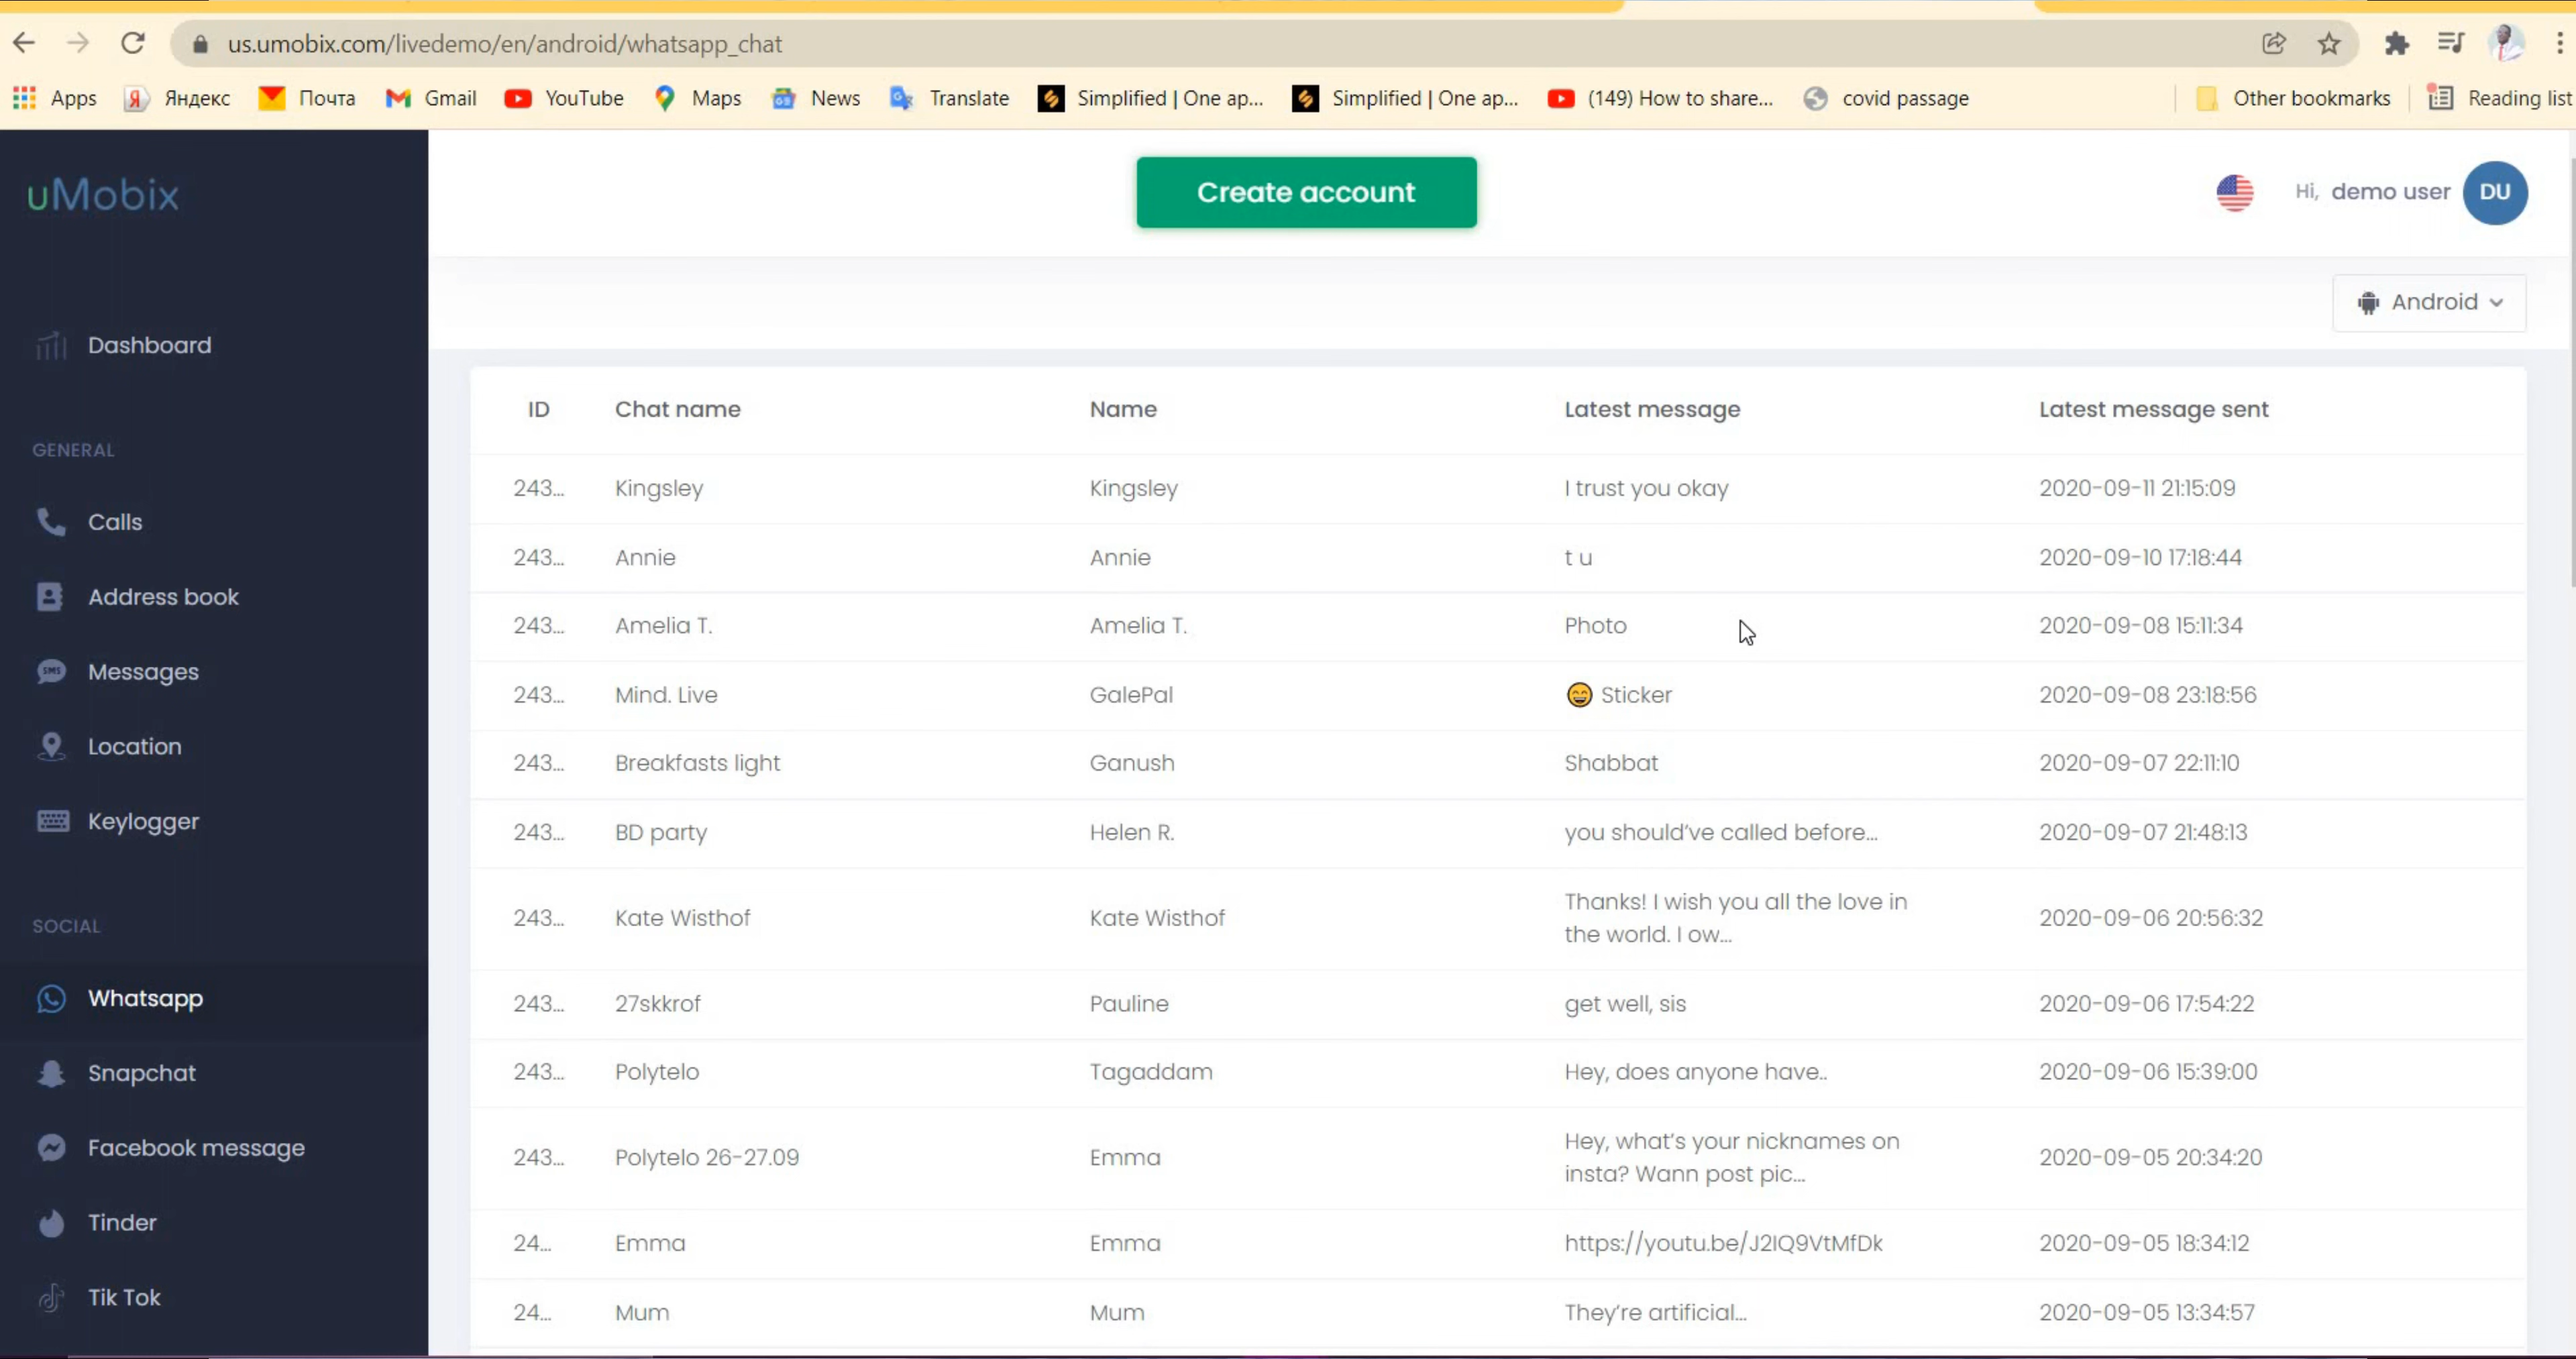 us.umobix.com/livedemo/en/android/whatsapp_chat
Apps Яндекс Почта Gmail YouTube Maps News Translate Simplified | One ap... Simplified | One ap... (149) How to share... covid passage Other bookmarks Reading list
uMobix
Create account
Hi, demo user DU
Android
Dashboard
GENERAL
Calls
Address book
SMS Messages
Location
Keylogger
SOCIAL
Whatsapp
Snapchat
Facebook message
Tinder
Tik Tok
ID Chat name Name Latest message Latest message sent
243... Kingsley Kingsley I trust you okay 2020-09-11 21:15:09
243... Annie Annie t u 2020-09-10 17:18:44
243... Amelia T. Amelia T. Photo 2020-09-08 15:11:34
243... Mind. Live GalePal 😄 Sticker 2020-09-08 23:18:56
243... Breakfasts light Ganush Shabbat 2020-09-07 22:11:10
243... BD party Helen R. you should've called before... 2020-09-07 21:48:13
243... Kate Wisthof Kate Wisthof Thanks! I wish you all the love in
the world. I ow... 2020-09-06 20:56:32
243... 27skkrof Pauline get well, sis 2020-09-06 17:54:22
243... Polytelo Tagaddam Hey, does anyone have.. 2020-09-06 15:39:00
243... Polytelo 26-27.09 Emma Hey, what's your nicknames on
insta? Wann post pic... 2020-09-05 20:34:20
24... Emma Emma https://youtu.be/J2IQ9VtMfDk 2020-09-05 18:34:12
24... Mum Mum They're artificial... 2020-09-05 13:34:57